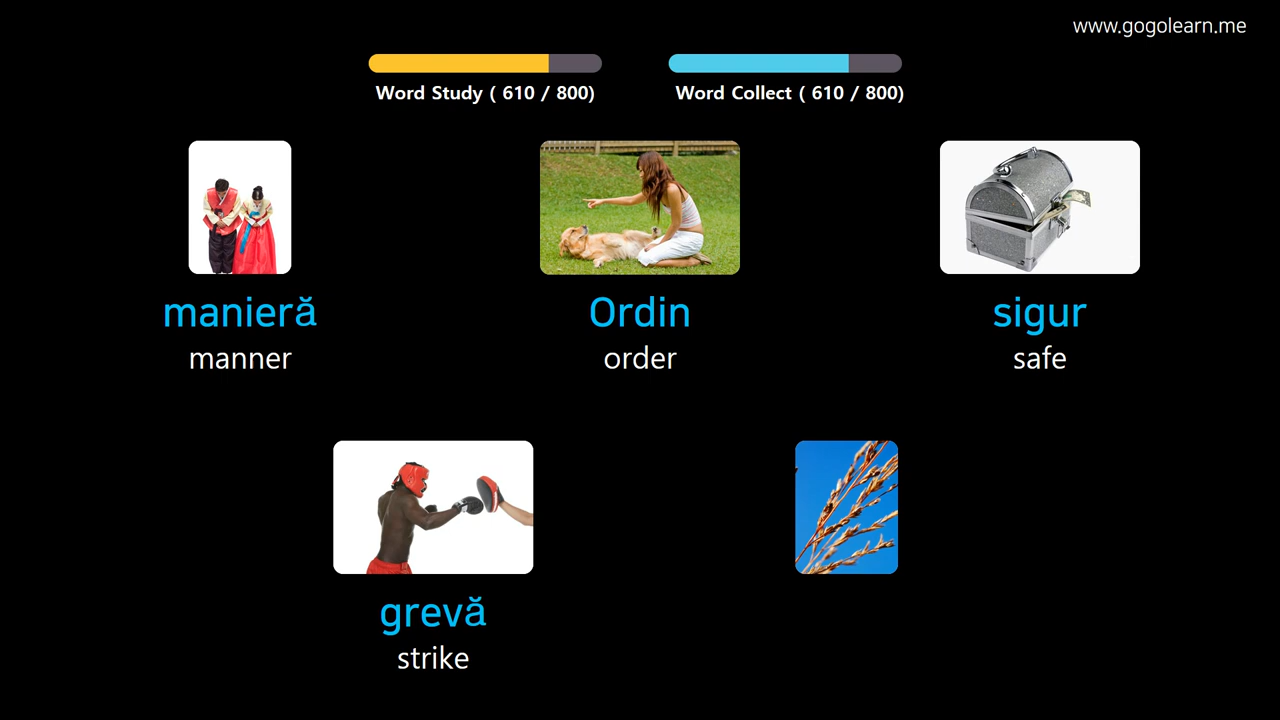 www.gogolearn.me
Word Study ( 610 / 800)
Word Collect ( 610 / 800)
manieră
manner
Ordin
order
sigur
safe
grevă
strike